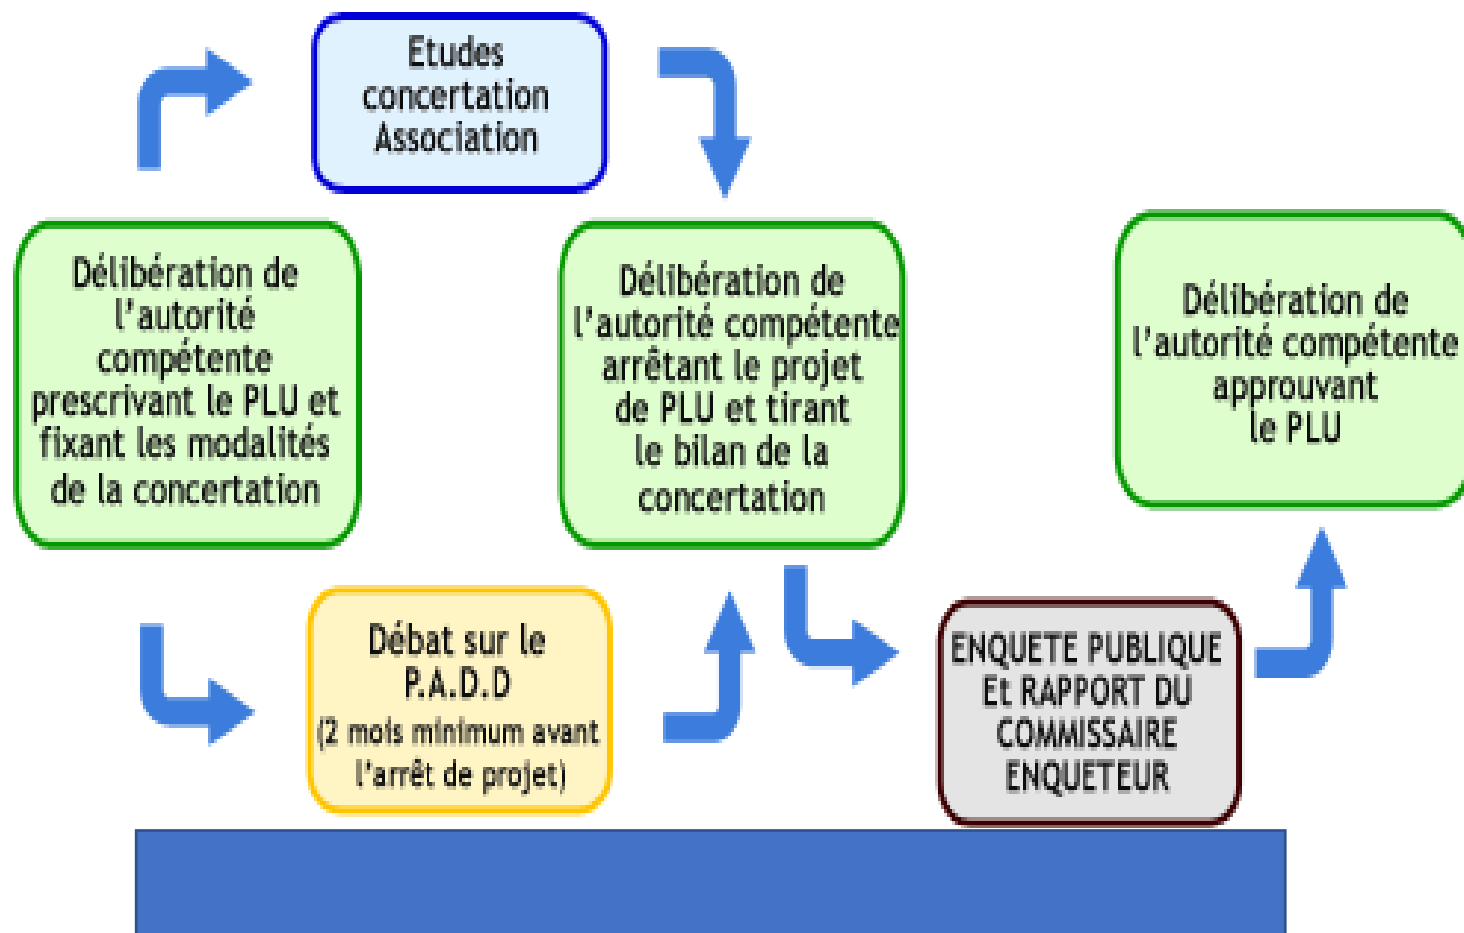 Etudes
concertation
Association
Délibération de
l'autorité
compétente
prescrivant le PLU et
fixant les modalités
de la concertation
Délibération de
l'autorité compétente
arrêtant le projet
de PLU et tirant
le bilan de la
concertation
Délibération de
l'autorité compétente
approuvant
le PLU
Débat sur le
P.A.D.D
(2 mois minimum avant
l'arrêt de projet)
ENQUETE PUBLIQUE
Et RAPPORT DU
COMMISSAIRE
ENQUETEUR